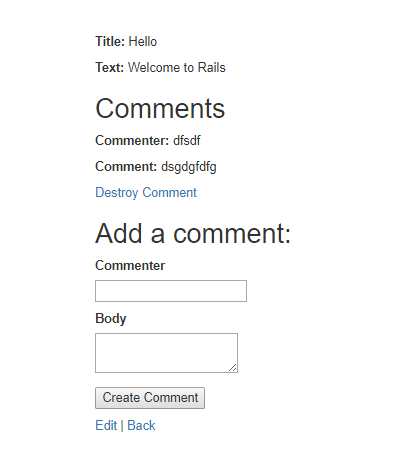 Title: Hello
Text: Welcome to Rails
Comments
Commenter: dfsdf
Comment: dsgdgfdfg
Destroy Comment
Add a comment:
Commenter
Body
Create Comment
Edit | Back